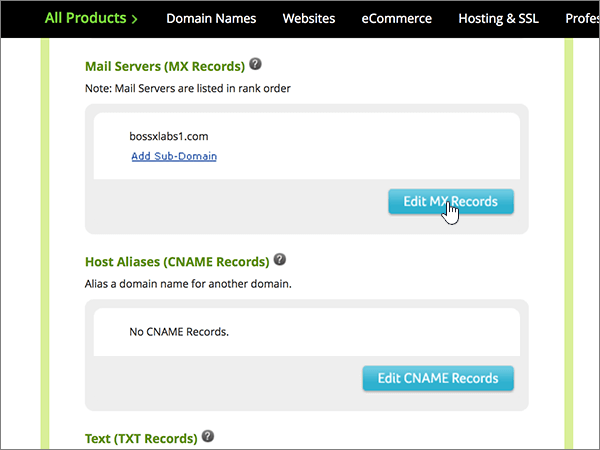 All Products > Domain Names Websites eCommerce Hosting & SSL Profes
Mail Servers (MX Records) ?
Note: Mail Servers are listed in rank order
bossxlabs1.com
Add Sub-Domain
Edit MX Records
Host Aliases (CNAME Records) ?
Alias a domain name for another domain.
No CNAME Records.
Edit CNAME Records
Text (TXT Records) ?